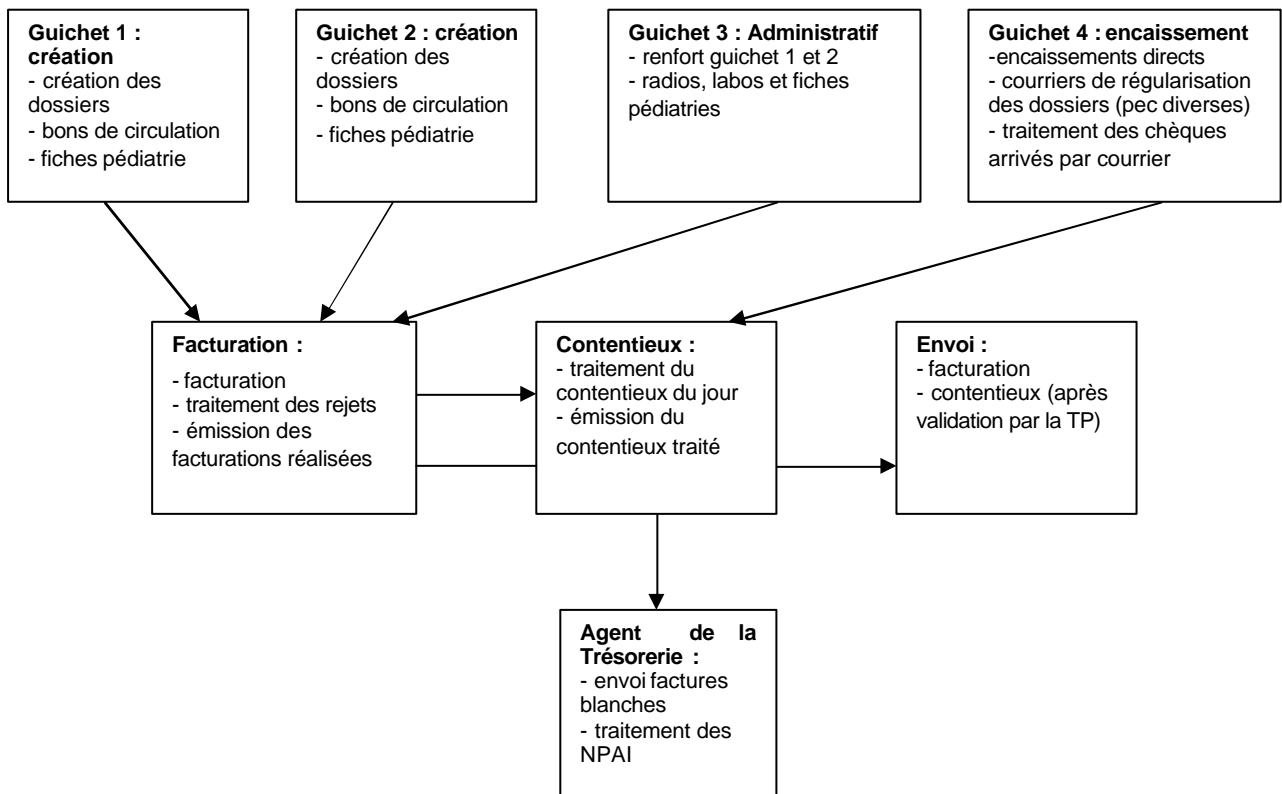 Guichet 1 :
création
- création des
dossiers
- bons de circulation
- fiches pédiatrie
Guichet 2 : création
- création des
dossiers
- bons de circulation
- fiches pédiatrie
Guichet 3 : Administratif
- renfort guichet 1 et 2
- radios, labos et fiches
pédiatries
Guichet 4 : encaissement
-encaissements directs
- courriers de régularisation
des dossiers (pec diverses)
- traitement des chèques
arrivés par courrier
Facturation :
- facturation
- traitement des rejets
- émission des
facturations réalisées
Contentieux :
- traitement du
contentieux du jour
- émission du
contentieux traité
Envoi :
- facturation
- contentieux (après
validation par la TP)
Agent de la
Trésorerie :
- envoi factures
blanches
- traitement des
NPAI